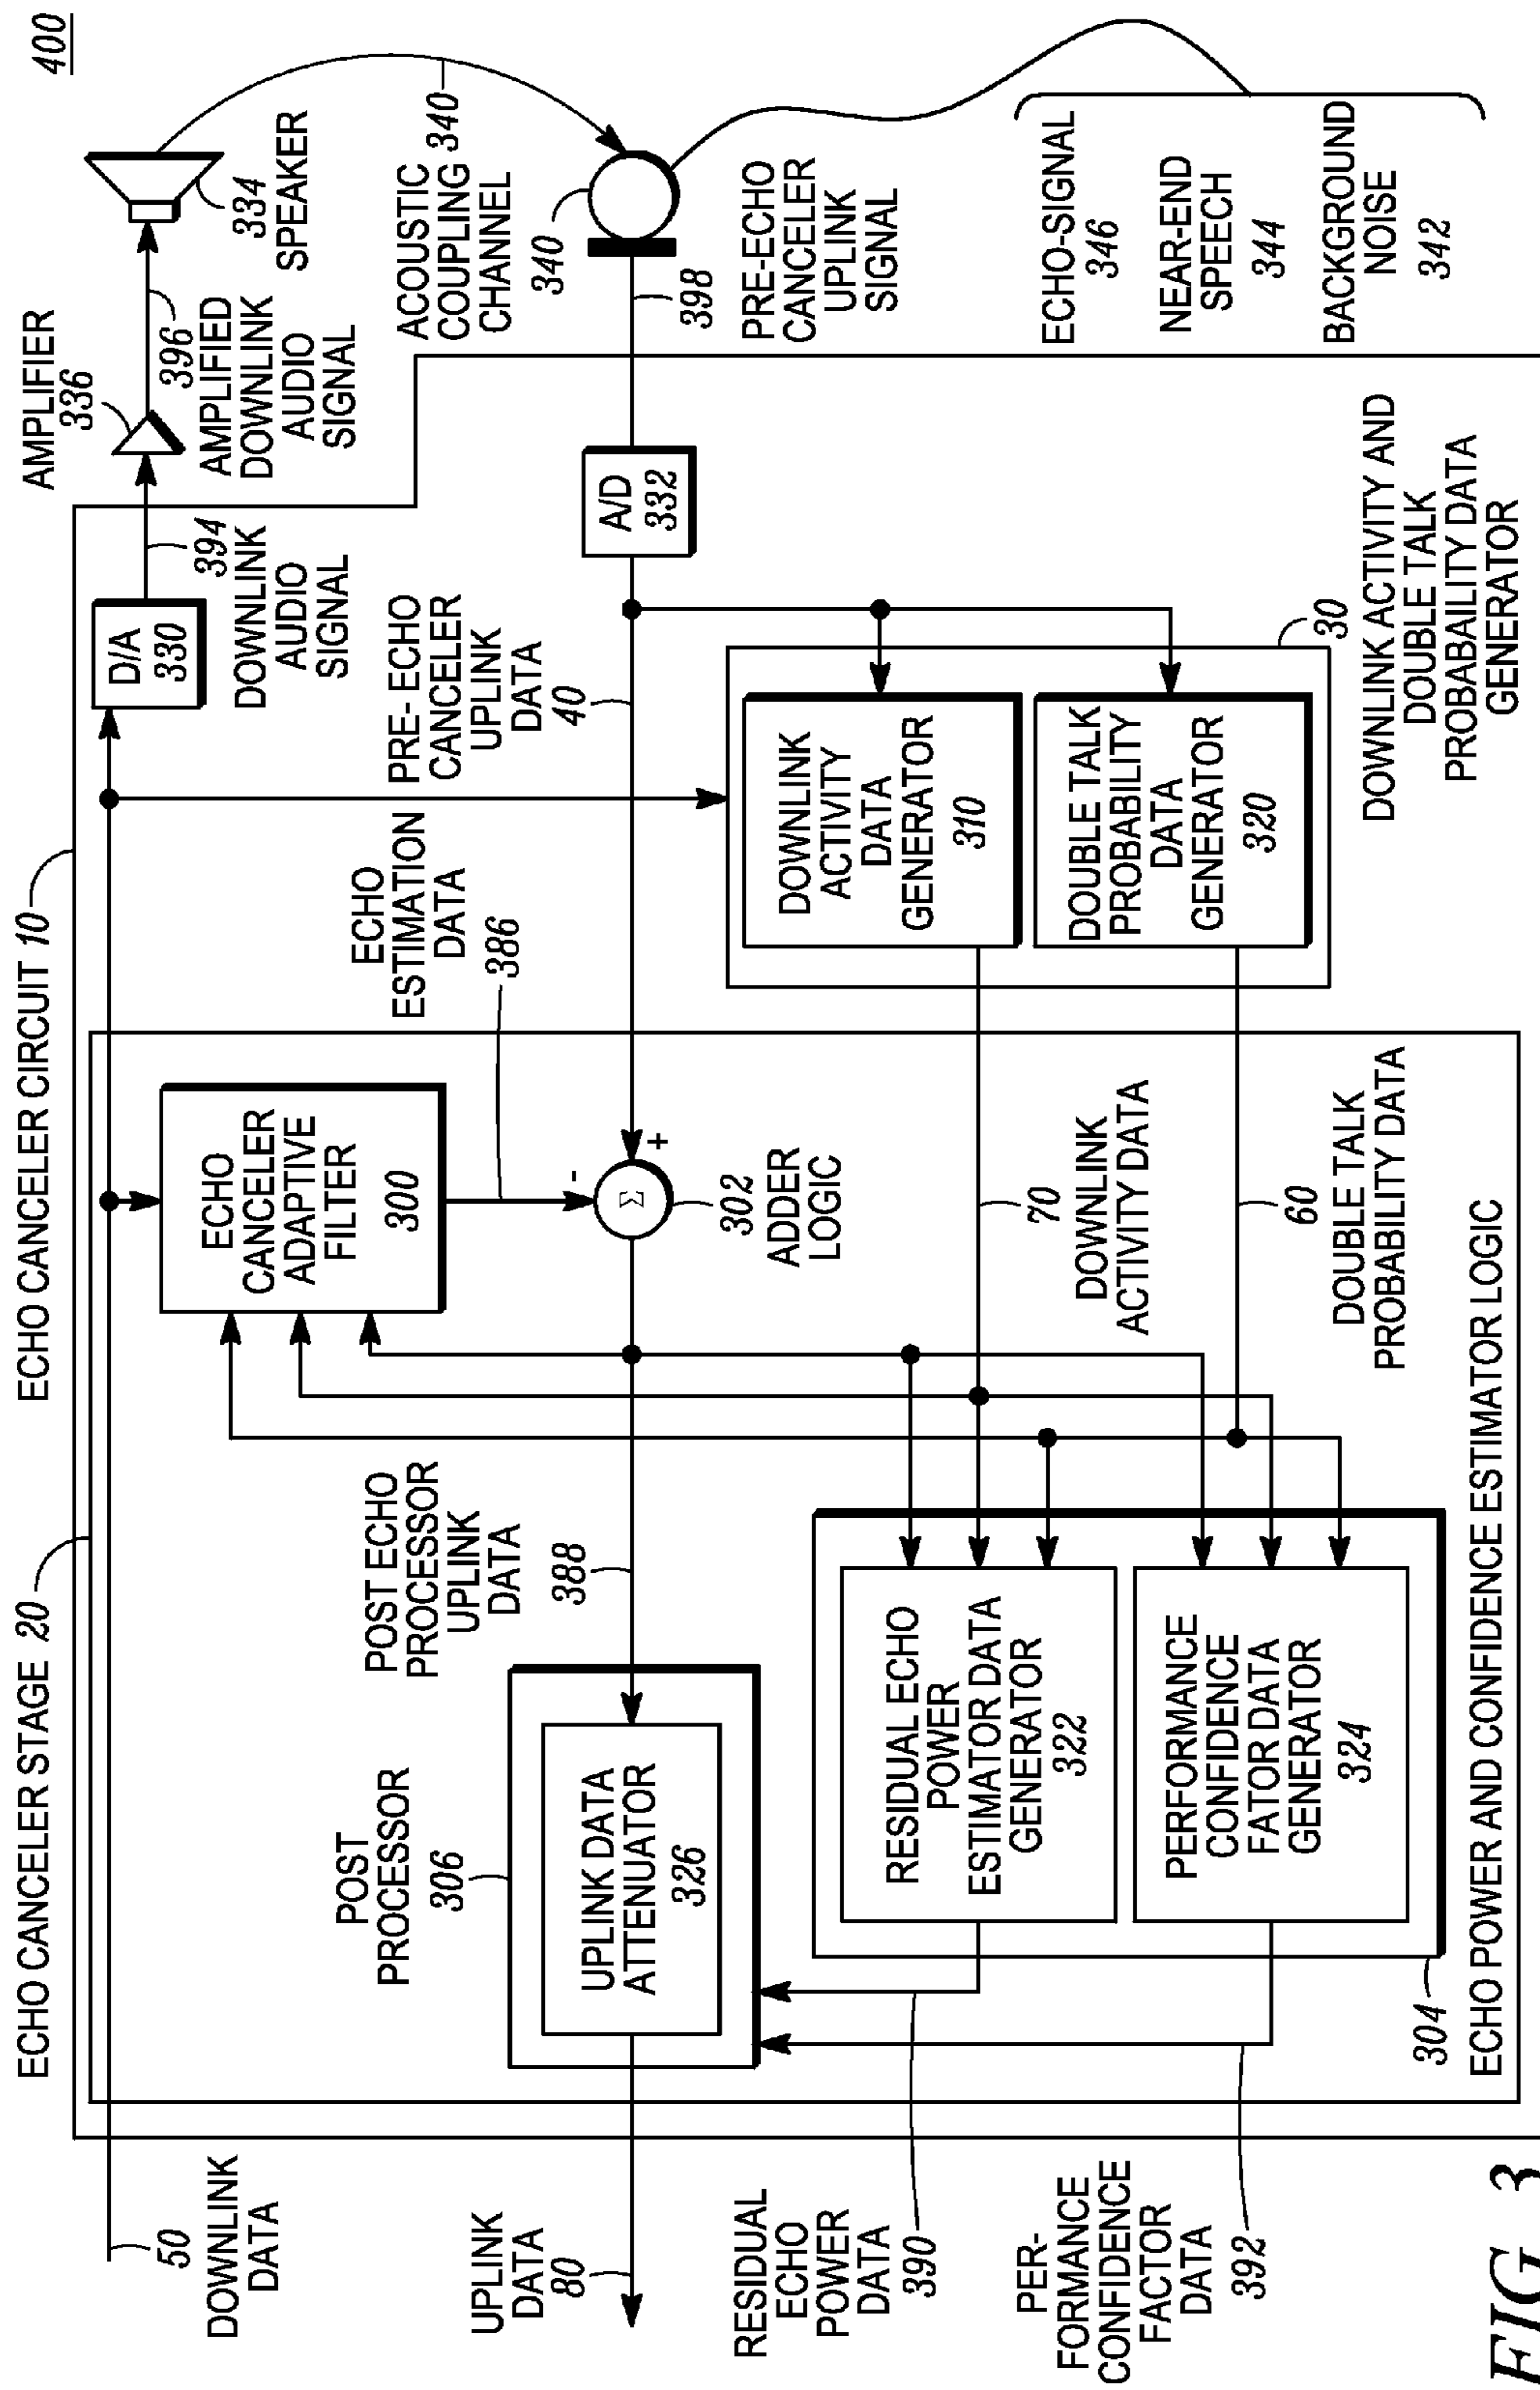 400
ECHO CANCELER CIRCUIT 10
ECHO CANCELER STAGE 20
50
DOWNLINK
DATA
ECHO
CANCELER
ADAPTIVE
FILTER
300
D/A
330
394
DOWNLINK
AUDIO
SIGNAL
AMPLIFIER
336
396
AMPLIFIED
DOWNLINK
AUDIO
SIGNAL
334
SPEAKER
ACOUSTIC
COUPLING
CHANNEL
340
340
398
PRE-ECHO
CANCELER
UPLINK
SIGNAL
ECHO-SIGNAL
346
NEAR-END
SPEECH
344
BACKGROUND
NOISE
342
A/D
332
PRE-ECHO
CANCELER
UPLINK
DATA
40
ECHO
ESTIMATION
DATA
386
-
+
Σ
302
ADDER
LOGIC
POST ECHO
PROCESSOR
UPLINK
DATA
388
POST
PROCESSOR
306
UPLINK DATA
ATTENUATOR
326
UPLINK
DATA
80
DOWNLINK
ACTIVITY
DATA
GENERATOR
310
DOUBLE TALK
PROBABILITY
DATA
GENERATOR
320
30
DOWNLINK ACTIVITY AND
DOUBLE TALK
PROBABAILITY DATA
GENERATOR
70
DOWNLINK
ACTIVITY DATA
60
DOUBLE TALK
PROBABILITY DATA
RESIDUAL ECHO
POWER
ESTIMATOR DATA
GENERATOR
322
PERFORMANCE
CONFIDENCE
FATOR DATA
GENERATOR
324
304
ECHO POWER AND CONFIDENCE ESTIMATOR LOGIC
RESIDUAL
ECHO
POWER
DATA
390
PER-
FORMANCE
CONFIDENCE
FACTOR
DATA
392
FIG. 3